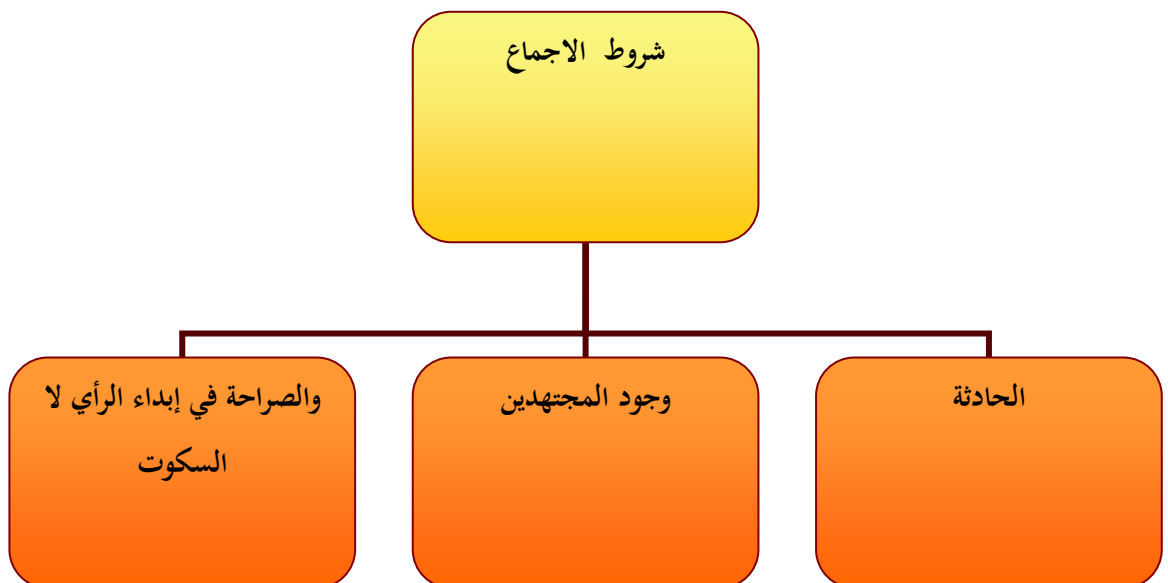 شروط الاجماع
الحادثة
وجود المجتهدين
والصراحة في إبداء الرأي لا
السكوت